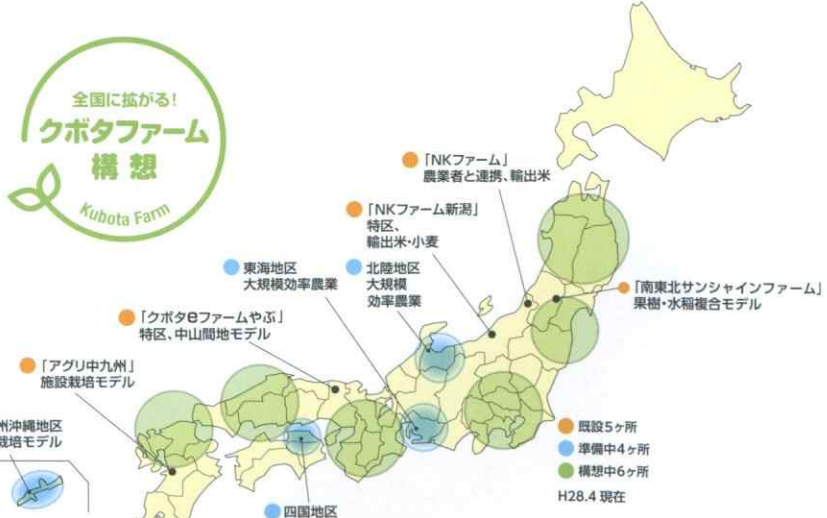 全国に拡がる!
クボタファーム
構想
Kubota Farm
「NKファーム」
農業者と連携、輸出米
「NKファーム新潟」
特区、
輸出米・小麦
東海地区
大規模効率農業
北陸地区
大規模
効率農業
「南東北サンシャインファーム」
果樹・水稲複合モデル
「クボタeファームやぶ」
特区、中山間地モデル
「アグリ中九州」
施設栽培モデル
州沖縄地区
栽培モデル
四国地区
既設5ヶ所
準備中4ヶ所
構想中6ヶ所
H28.4 現在